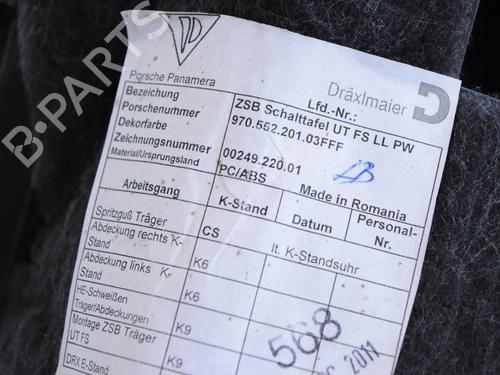 B-PARTS
Porsche Panamera
Dräxlmaier
Lfd.-Nr.:
Bezeichung ZSB Schalttafel UT FS LL PW
Porschenummer 970.552.201.03FFF
Dekorfarbe
Zeichnungsnummer 00249.220.01
Material/Ursprungsland PC/ABS Made in Romania
Arbeitsgang K-Stand Datum Personal-
Nr.
Spritzguß Träger CS lt. K-Standsuhr
Abdeckung rechts K-
Stand K6
Abdeckung links K-
Stand K6
HE-Schweißen
Träger/Abdeckungen K9
Montage ZSB Träger
UT FS K9
DRX E-Stand
568
2011